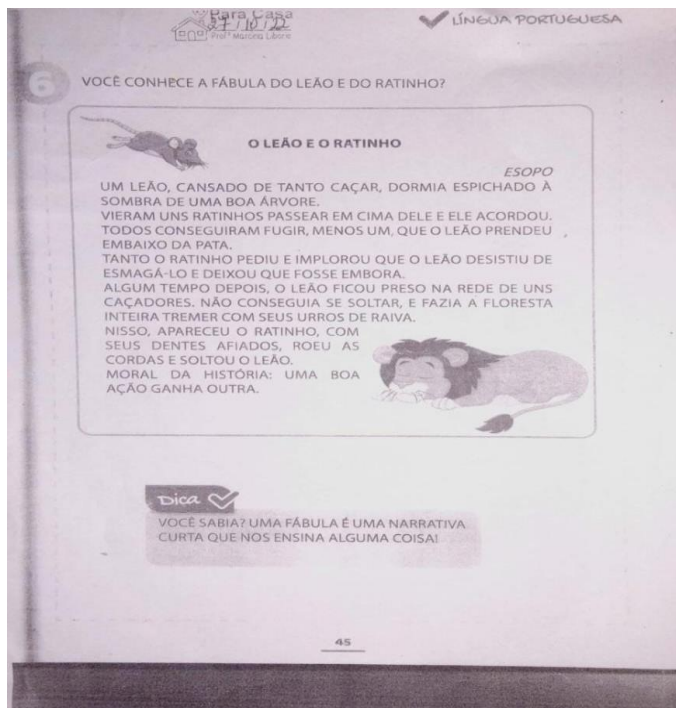 Para Casa
27/10/22
Profª Marcea Libore
LÍNGUA PORTUGUESA
6
VOCÊ CONHECE A FÁBULA DO LEÃO E DO RATINHO?
O LEÃO E O RATINHO
ESOPO
UM LEÃO, CANSADO DE TANTO CAÇAR, DORMIA ESPICHADO À
SOMBRA DE UMA BOA ÁRVORE.
VIERAM UNS RATINHOS PASSEAR EM CIMA DELE E ELE ACORDOU.
TODOS CONSEGUIRAM FUGIR, MENOS UM, QUE O LEÃO PRENDEU
EMBAIXO DA PATA.
TANTO O RATINHO PEDIU E IMPLOROU QUE O LEÃO DESISTIU DE
ESMAGÁ-LO E DEIXOU QUE FOSSE EMBORA.
ALGUM TEMPO DEPOIS, O LEÃO FICOU PRESO NA REDE DE UNS
CAÇADORES. NÃO CONSEGUIA SE SOLTAR, E FAZIA A FLORESTA
INTEIRA TREMER COM SEUS URROS DE RAIVA.
NISSO, APARECEU O RATINHO, COM
SEUS DENTES AFIADOS, ROEU AS
CORDAS E SOLTOU O LEÃO.
MORAL DA HISTÓRIA: UMA BOA
AÇÃO GANHA OUTRA.
Dica
VOCÊ SABIA? UMA FÁBULA É UMA NARRATIVA
CURTA QUE NOS ENSINA ALGUMA COISA!
45